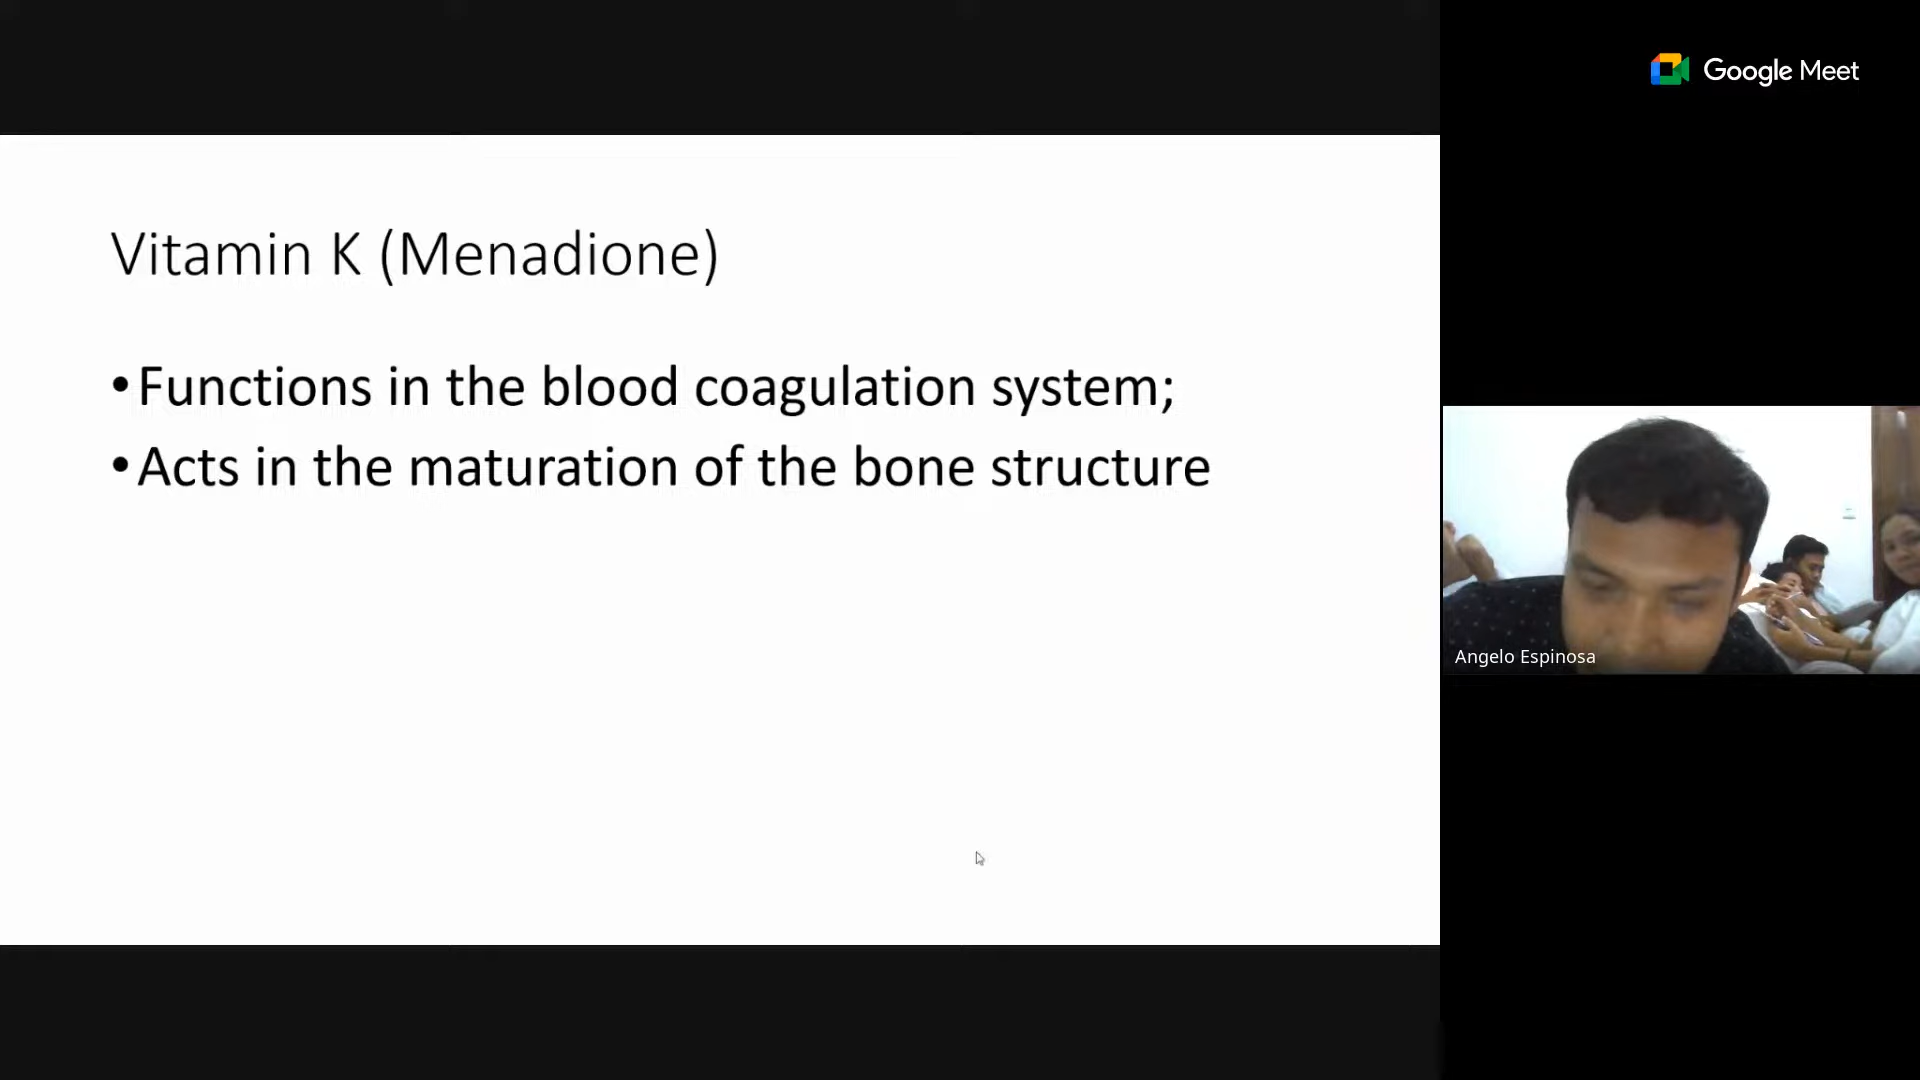 Google Meet
Vitamin K (Menadione)
•Functions in the blood coagulation system;
•Acts in the maturation of the bone structure
Angelo Espinosa